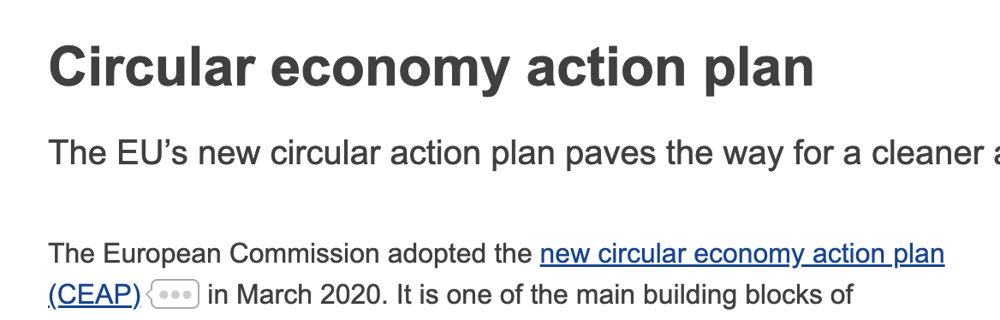 Circular economy action plan
The EU’s new circular action plan paves the way for a cleaner
The European Commission adopted the new circular economy action plan
(CEAP) in March 2020. It is one of the main building blocks of